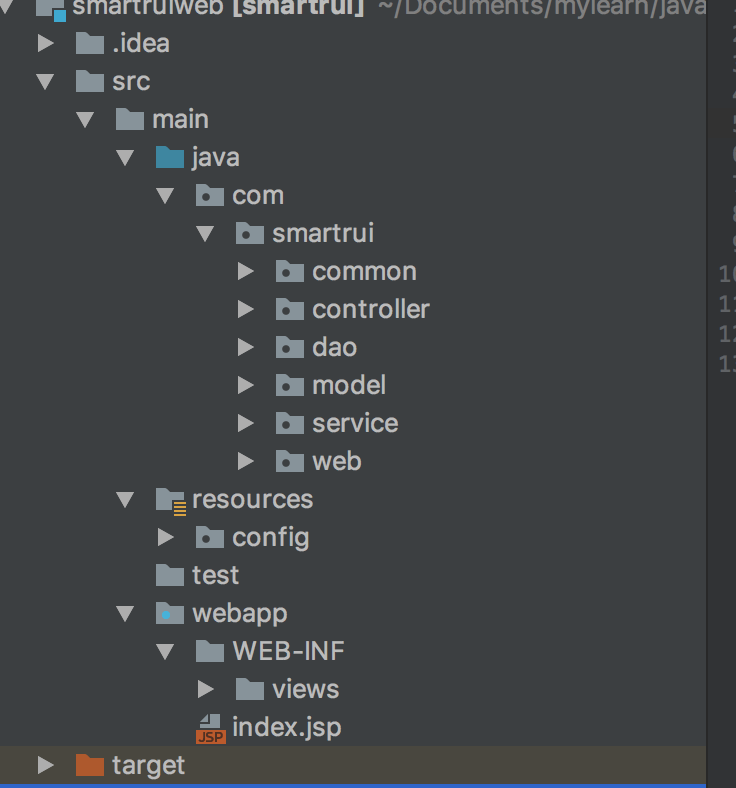 smartruiweb [smartrui] ~/Documents/mylearn/java
.idea
src
main
java
com
smartrui
common
controller
dao
model
service
web
resources
config
test
webapp
WEB-INF
views
JSP index.jsp
target